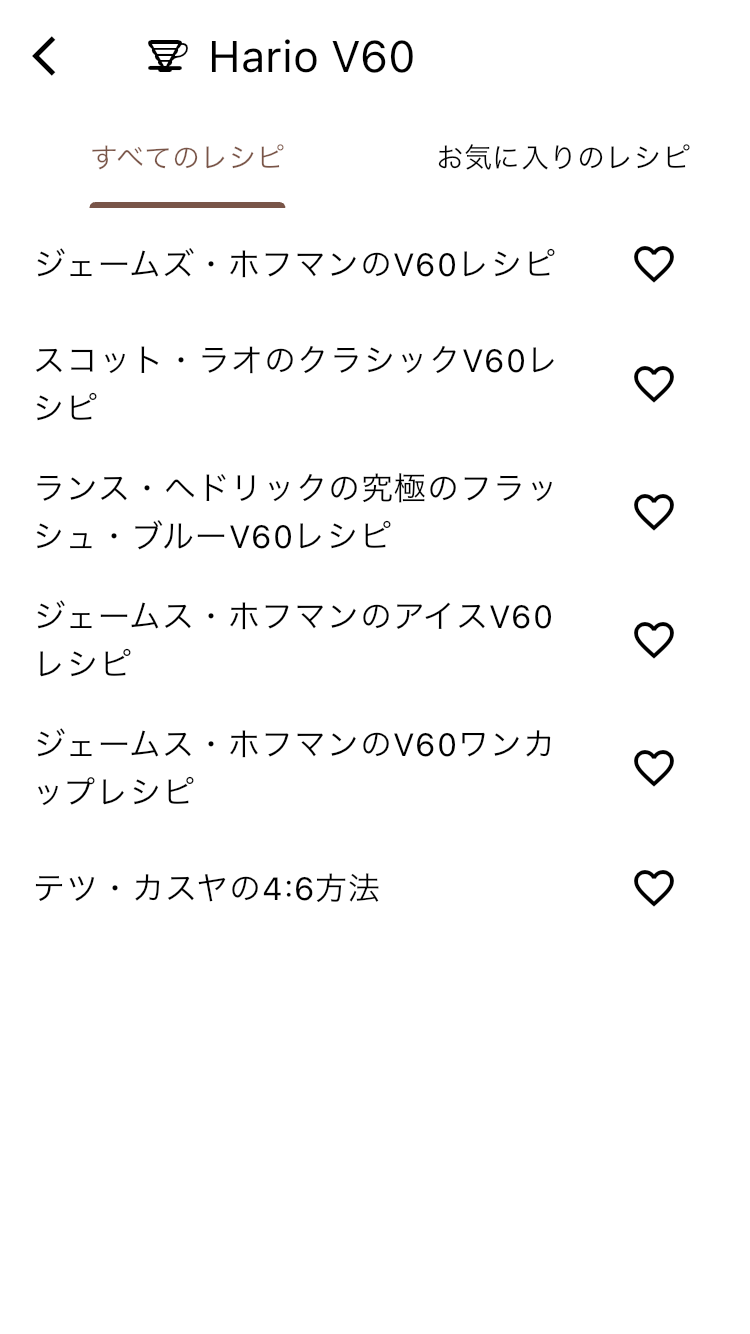 Hario V60
すべてのレシピ
お気に入りのレシピ
ジェームズ・ホフマンのV60レシピ
スコット・ラオのクラシックV60レ
シピ
ランス・ヘドリックの究極のフラッ
シュ・ブルーV60レシピ
ジェームス・ホフマンのアイスV60
レシピ
ジェームス・ホフマンのV60ワンカ
ップレシピ
テツ・カスヤの4:6方法